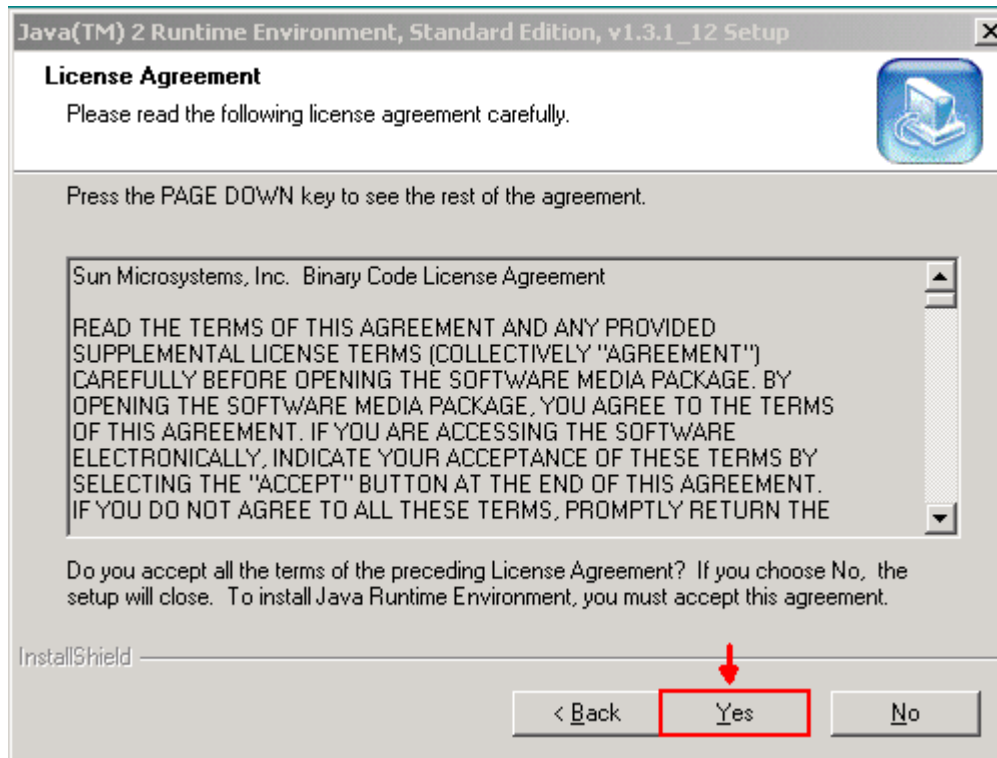 Java(TM) 2 Runtime Environment, Standard Edition, v1.3.1_12 Setup
License Agreement
Please read the following license agreement carefully.
Press the PAGE DOWN key to see the rest of the agreement.
Sun Microsystems, Inc.  Binary Code License Agreement
READ THE TERMS OF THIS AGREEMENT AND ANY PROVIDED
SUPPLEMENTAL LICENSE TERMS (COLLECTIVELY "AGREEMENT")
CAREFULLY BEFORE OPENING THE SOFTWARE MEDIA PACKAGE. BY
OPENING THE SOFTWARE MEDIA PACKAGE, YOU AGREE TO THE TERMS
OF THIS AGREEMENT. IF YOU ARE ACCESSING THE SOFTWARE
ELECTRONICALLY, INDICATE YOUR ACCEPTANCE OF THESE TERMS BY
SELECTING THE "ACCEPT" BUTTON AT THE END OF THIS AGREEMENT.
IF YOU DO NOT AGREE TO ALL THESE TERMS, PROMPTLY RETURN THE
Do you accept all the terms of the preceding License Agreement?  If you choose No,  the
setup will close.  To install Java Runtime Environment, you must accept this agreement.
InstallShield
< Back
Yes
No